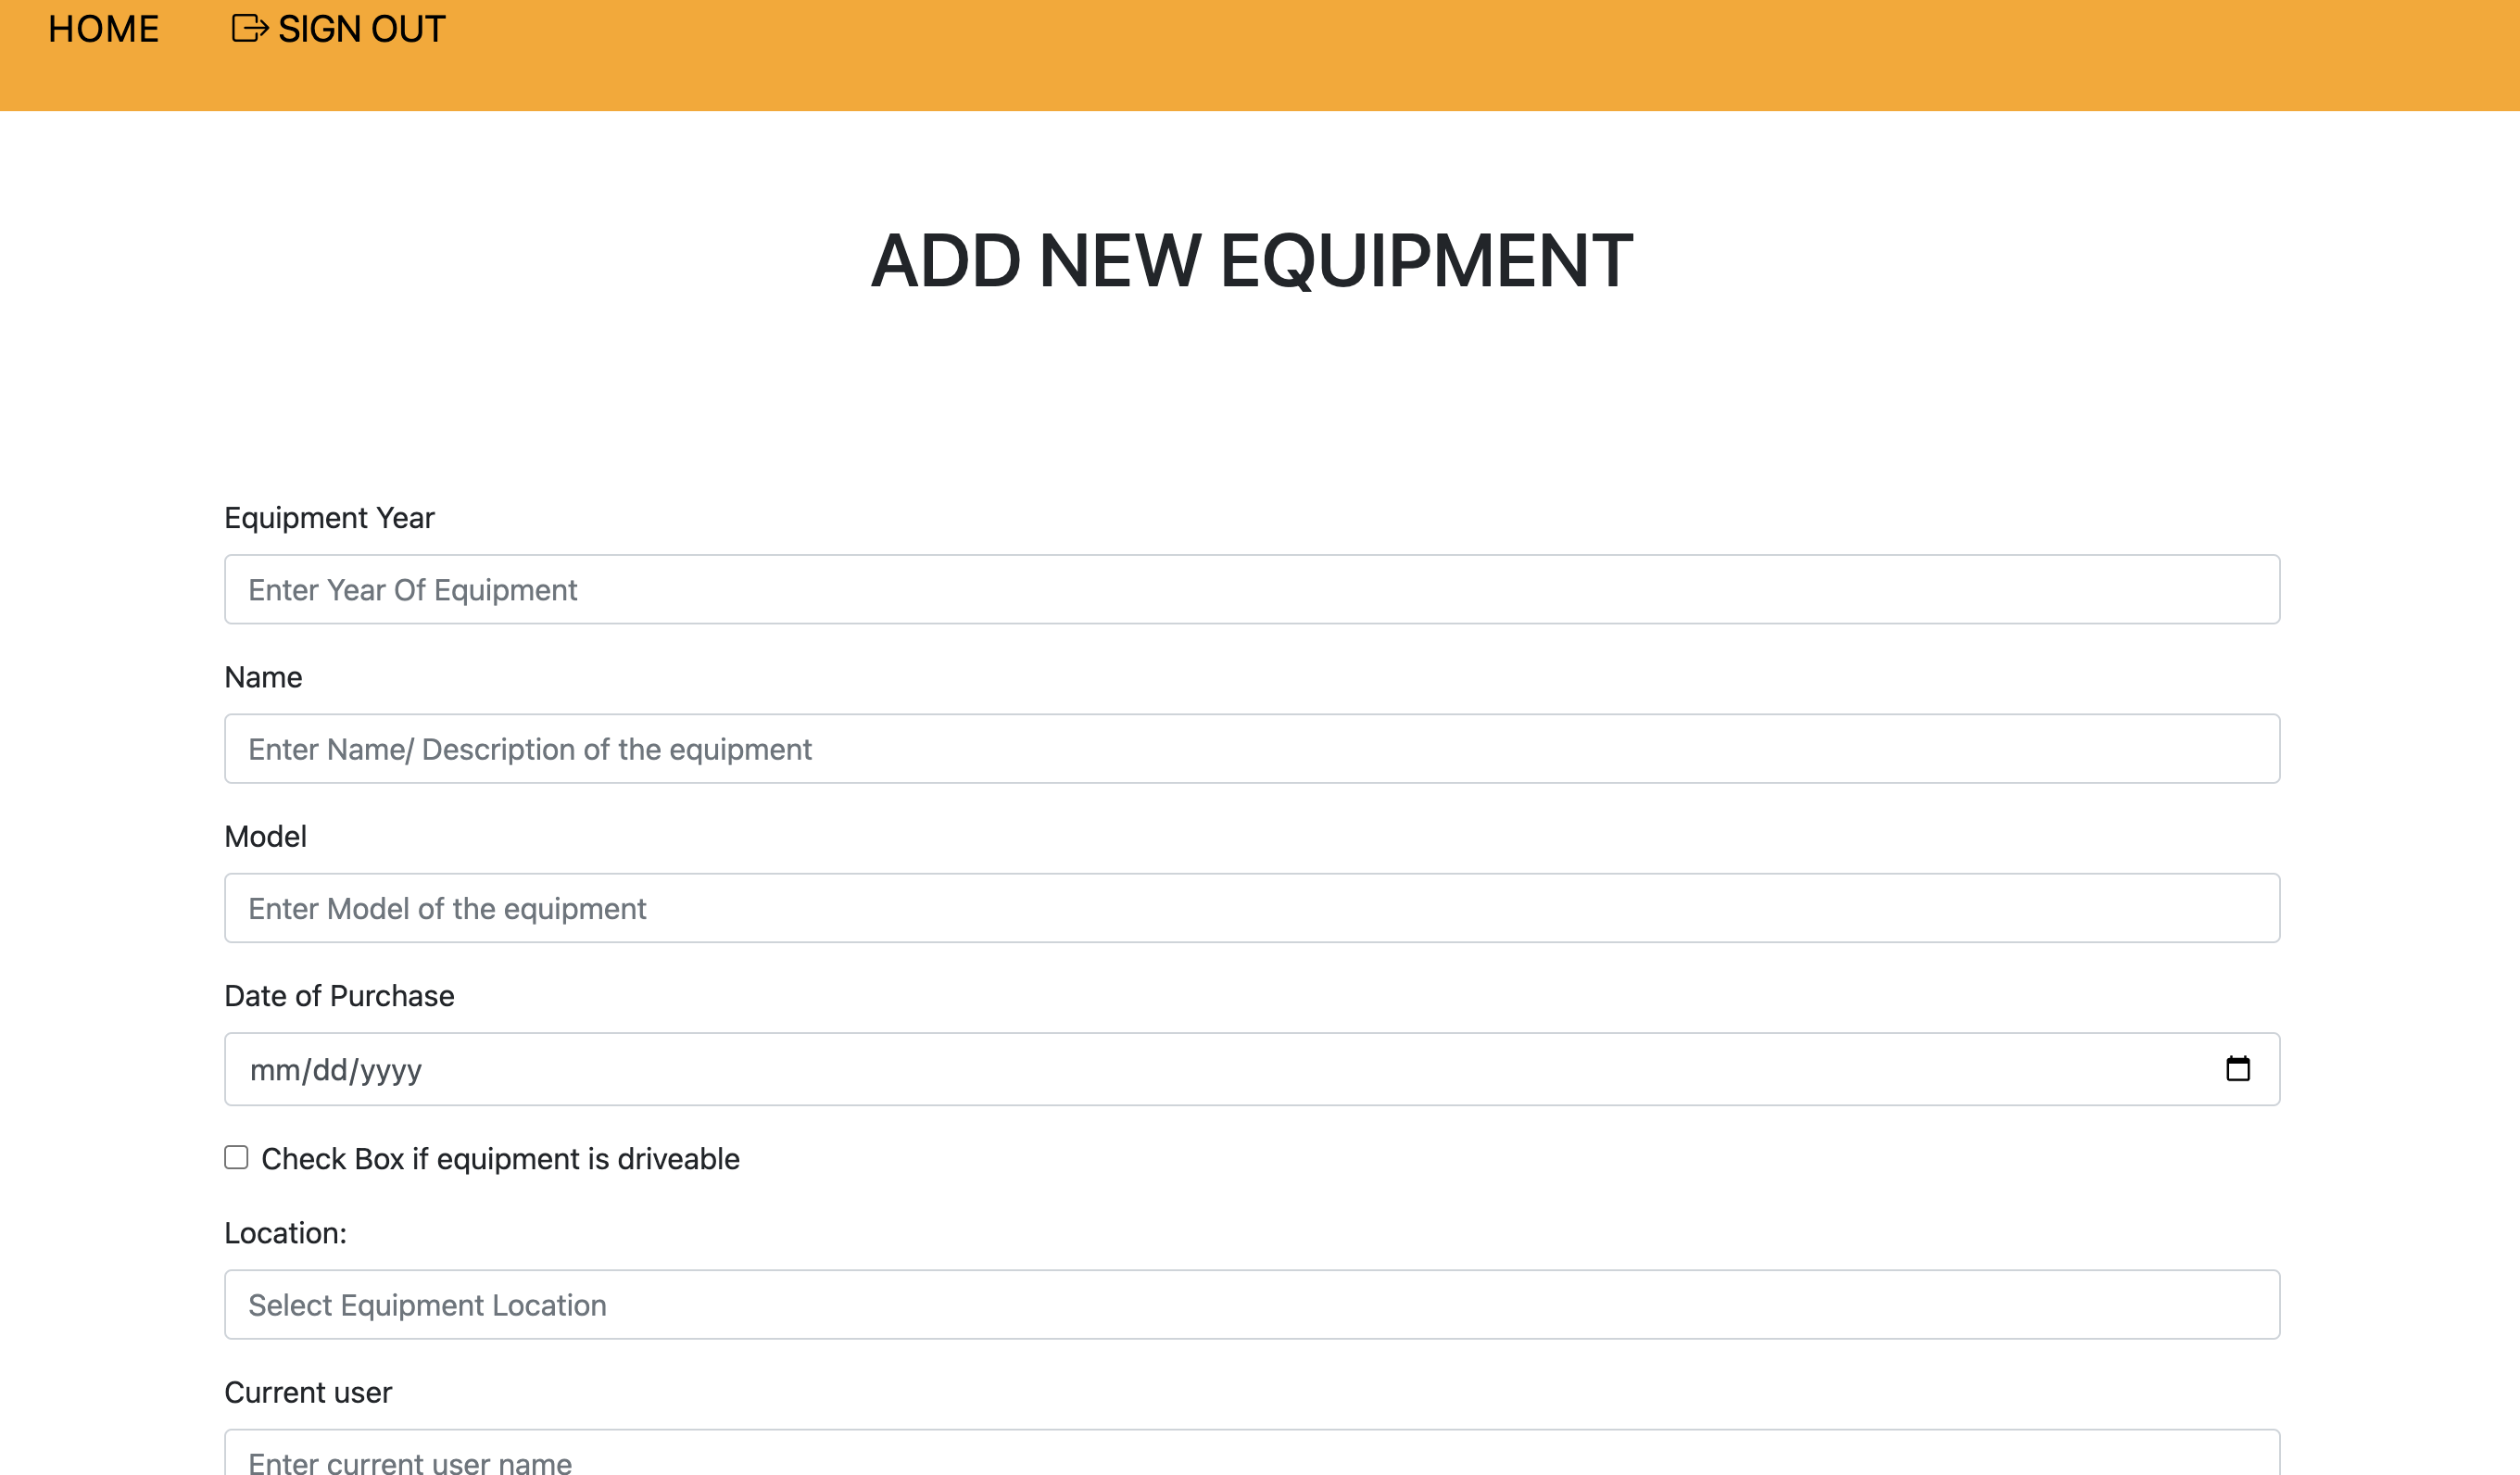 HOME SIGN OUT
ADD NEW EQUIPMENT
Equipment Year
Enter Year Of Equipment
Name
Enter Name/ Description of the equipment
Model
Enter Model of the equipment
Date of Purchase
mm/dd/yyyy
Check Box if equipment is driveable
Location:
Select Equipment Location
Current user
Enter current user name